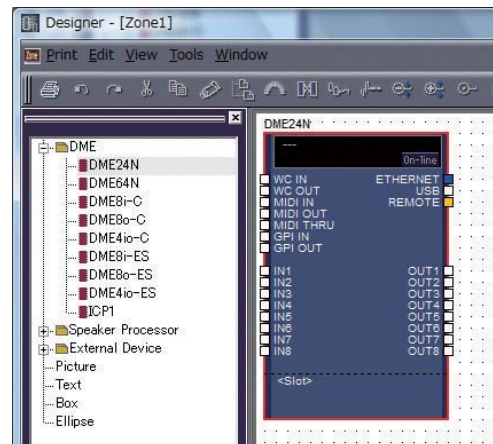 Designer - [Zone1]
Zone Print Edit View Tools Window
DME
DME24N
DME64N
DME8i-C
DME8o-C
DME4io-C
DME8i-ES
DME8o-ES
DME4io-ES
ICP1
Speaker Processor
External Device
Picture
Text
Box
Ellipse
DME24N
---
On-line
WC IN ETHERNET
WC OUT USB
MIDI IN REMOTE
MIDI OUT
MIDI THRU
GPI IN
GPI OUT
IN1 OUT1
IN2 OUT2
IN3 OUT3
IN4 OUT4
IN5 OUT5
IN6 OUT6
IN7 OUT7
IN8 OUT8
<Slot>